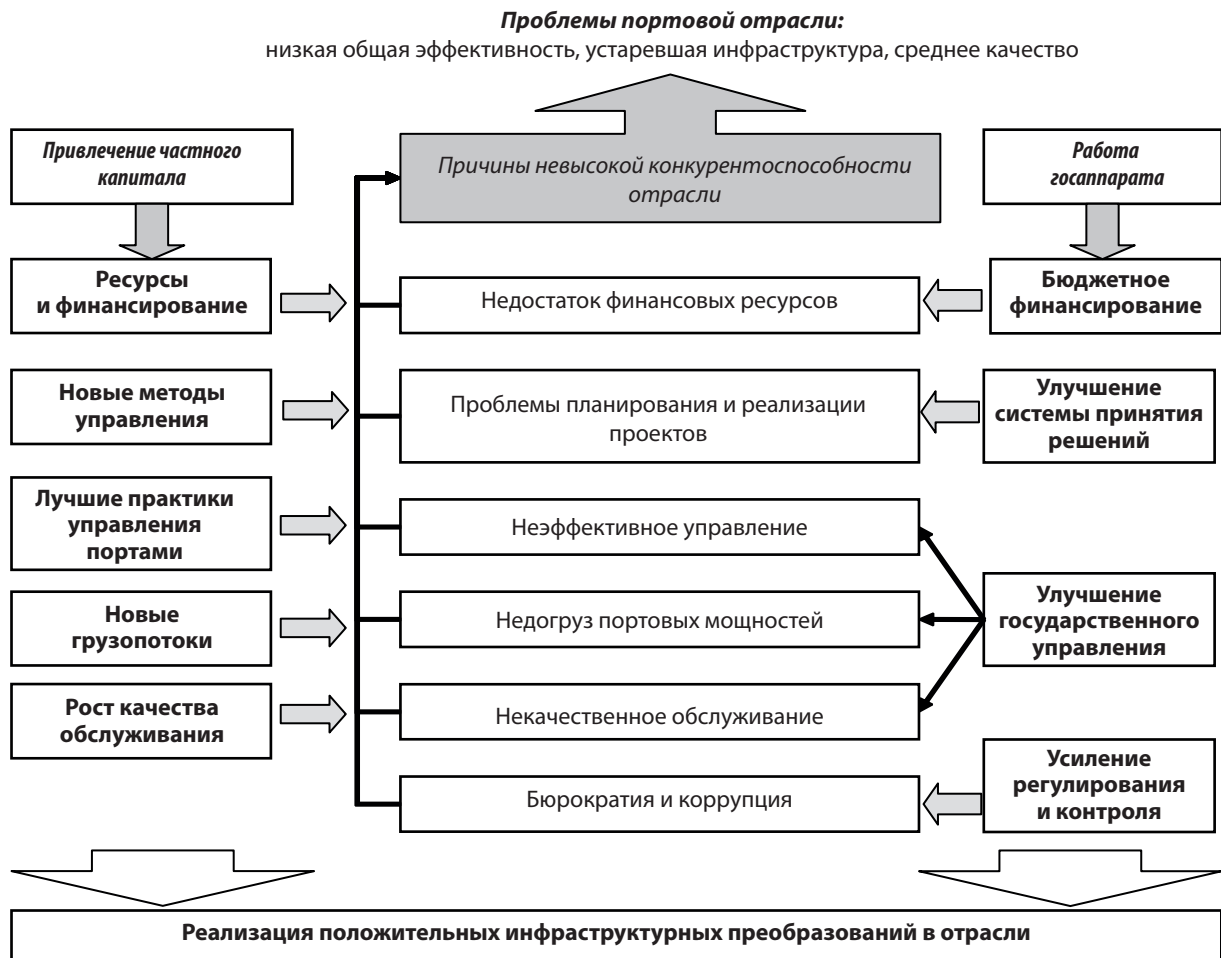 Проблемы портовой отрасли:
низкая общая эффективность, устаревшая инфраструктура, среднее качество
Привлечение частного
капитала
Причины невысокой конкурентоспособности
отрасли
Работа
госаппарата
Ресурсы
и финансирование
Недостаток финансовых ресурсов
Бюджетное
финансирование
Новые методы
управления
Проблемы планирования и реализации
проектов
Улучшение
системы принятия
решений
Лучшие практики
управления
портами
Неэффективное управление
Новые
грузопотоки
Недогруз портовых мощностей
Улучшение
государственного
управления
Рост качества
обслуживания
Некачественное обслуживание
Бюрократия и коррупция
Усиление
регулирования
и контроля
Реализация положительных инфраструктурных преобразований в отрасли